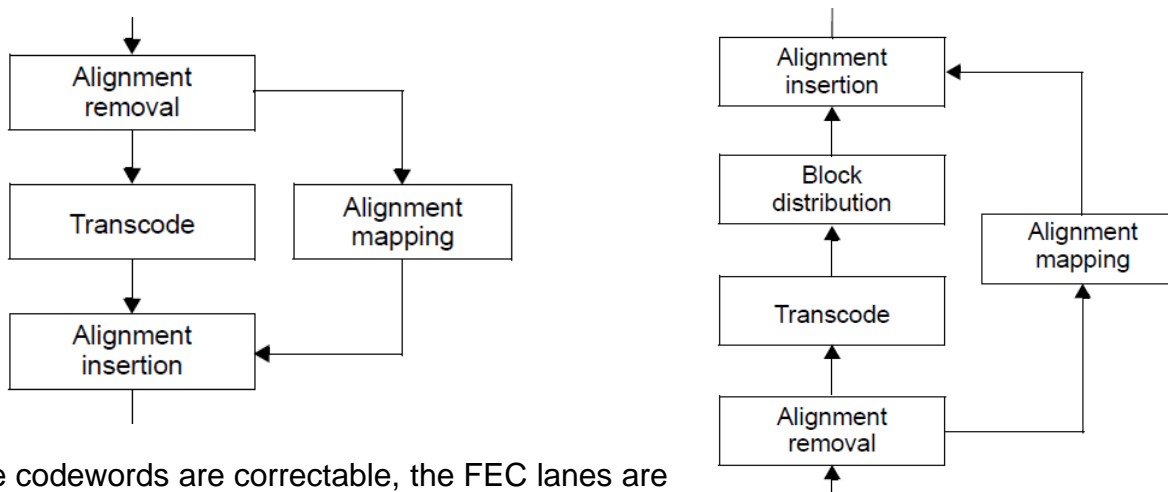 Alignment
removal
Transcode
Alignment
mapping
Alignment
insertion
e codewords are correctable, the FEC lanes are
Alignment
insertion
Block
distribution
Transcode
Alignment
mapping
Alignment
removal